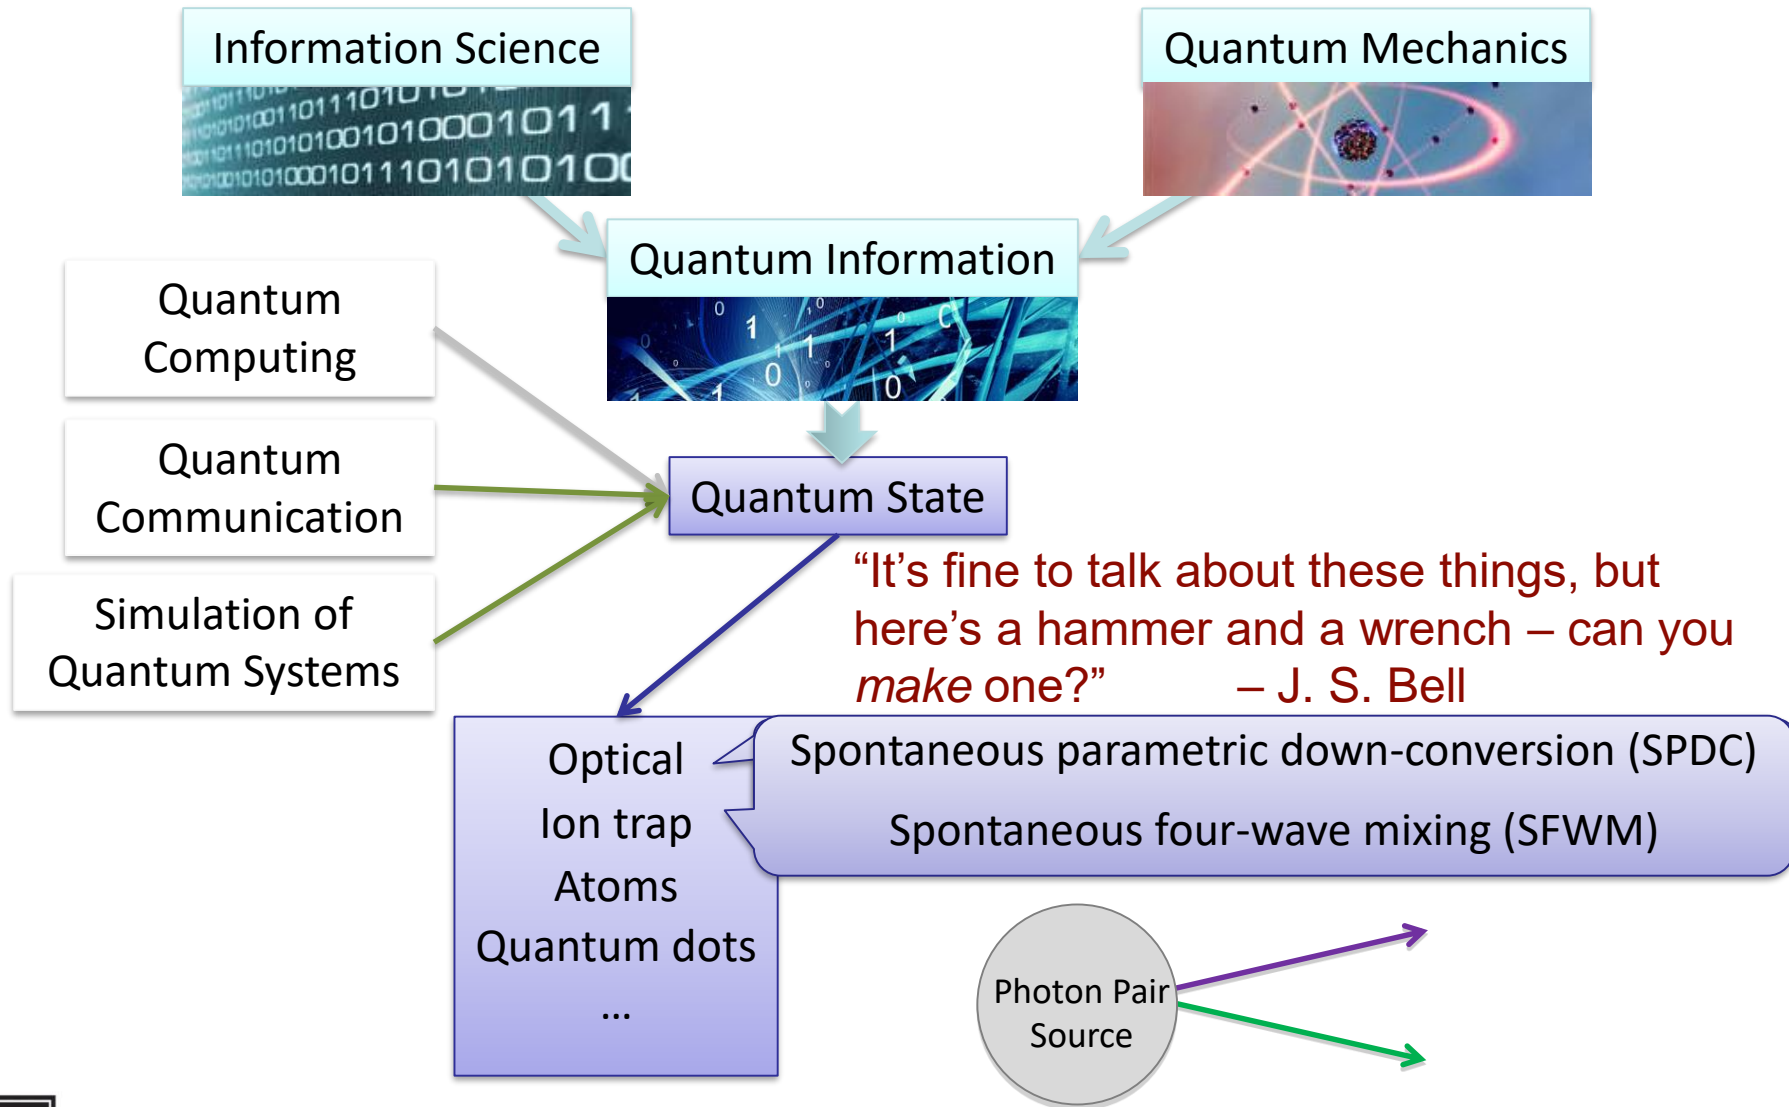 Information Science
Quantum Mechanics
Quantum Information
Quantum
Computing
Quantum
Communication
Simulation of
Quantum Systems
Quantum State
“It’s fine to talk about these things, but
here’s a hammer and a wrench – can you
make one?” – J. S. Bell
Optical
Ion trap
Atoms
Quantum dots
...
Spontaneous parametric down-conversion (SPDC)
Spontaneous four-wave mixing (SFWM)
Photon Pair
Source